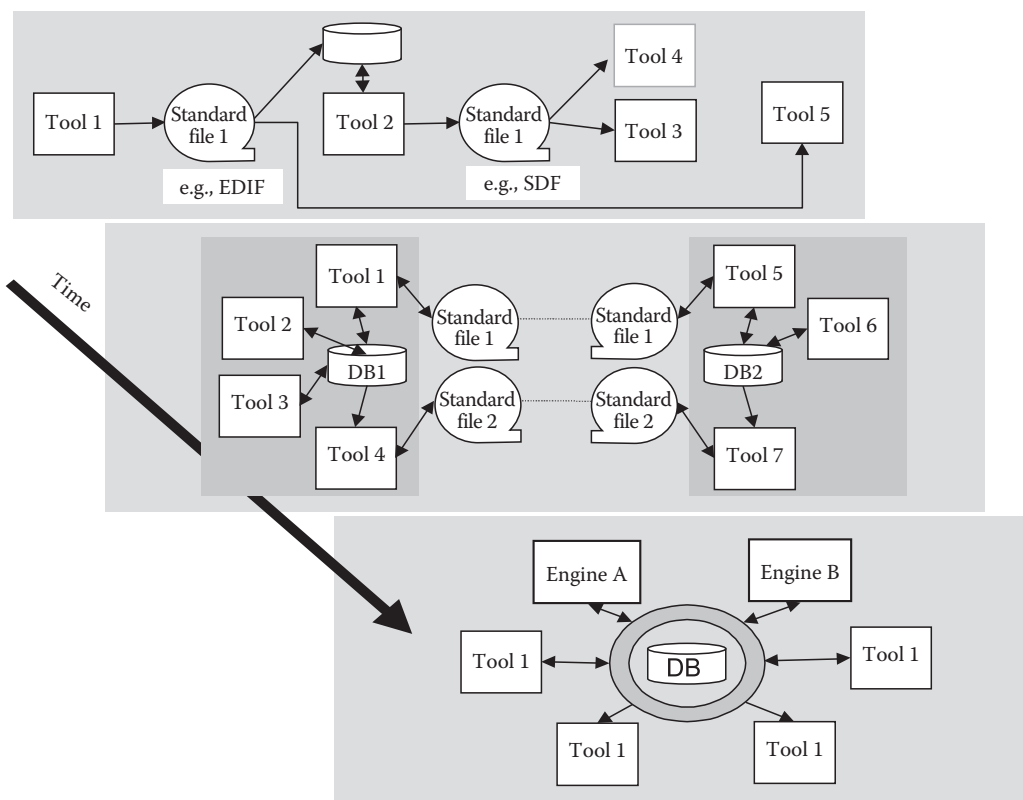 Tool 1
Standard
file 1
e.g., EDIF
Tool 2
Standard
file 1
e.g., SDF
Tool 4
Tool 3
Tool 5
Time
Tool 1
Tool 2
Tool 3
DB1
Tool 4
Standard
file 1
Standard
file 2
Standard
file 1
Standard
file 2
Tool 5
Tool 6
DB2
Tool 7
Engine A
Engine B
Tool 1
DB
Tool 1
Tool 1
Tool 1